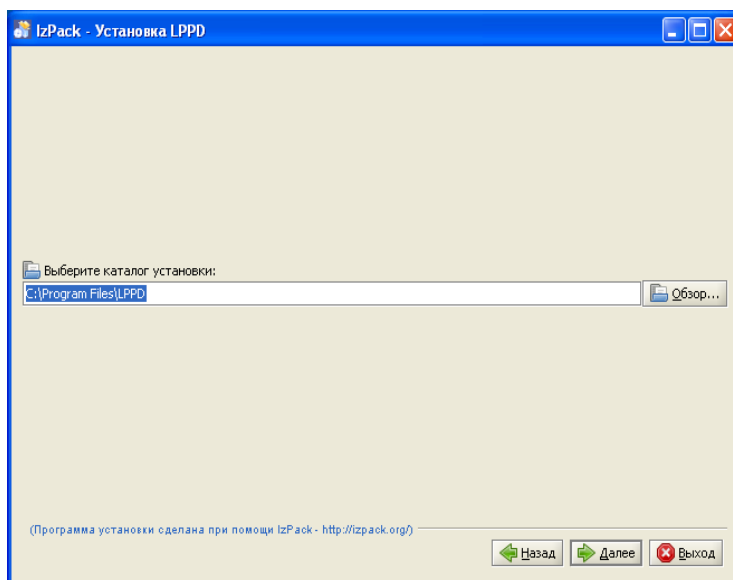 IzPack - Установка LPPD
Выберите каталог установки:
C:\Program Files\LPPD
Обзор...
(Программа установки сделана при помощи IzPack - http://izpack.org/)
Назад Далее Выход